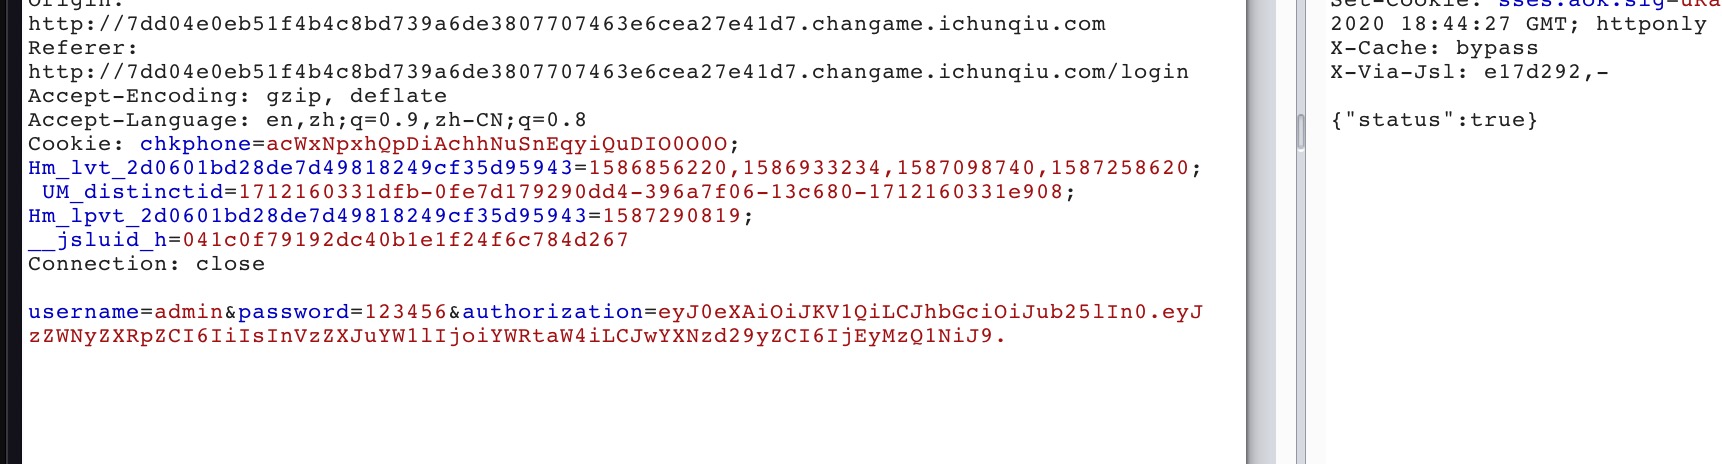 Origin:
http://7dd04e0eb51f4b4c8bd739a6de3807707463e6cea27e41d7.changame.ichunqiu.com
Referer:
http://7dd04e0eb51f4b4c8bd739a6de3807707463e6cea27e41d7.changame.ichunqiu.com/login
Accept-Encoding: gzip, deflate
Accept-Language: en,zh;q=0.9,zh-CN;q=0.8
Cookie: chkphone=acWxNpxhQpDiAchhNuSnEqyiQuDIO0O0O;
Hm_lvt_2d0601bd28de7d49818249cf35d95943=1586856220,1586933234,1587098740,1587258620;
UM_distinctid=1712160331dfb-0fe7d179290dd4-396a7f06-13c680-1712160331e908;
Hm_lpvt_2d0601bd28de7d49818249cf35d95943=1587290819;
__jsluid_h=041c0f79192dc40b1e1f24f6c784d267
Connection: close
username=admin&password=123456&authorization=eyJ0eXAiOiJKV1QiLCJhbGciOiJub25lIn0.eyJ
zZWNyZXRpZCI6IiIsInVzZXJuYW1lIjoiYWRtaW4iLCJwYXNzd29yZCI6IjEyMzQ1NiJ9.
Set-Cookie: sses.aok.sig=uRa
2020 18:44:27 GMT; httponly
X-Cache: bypass
X-Via-Jsl: e17d292,-
{"status":true}